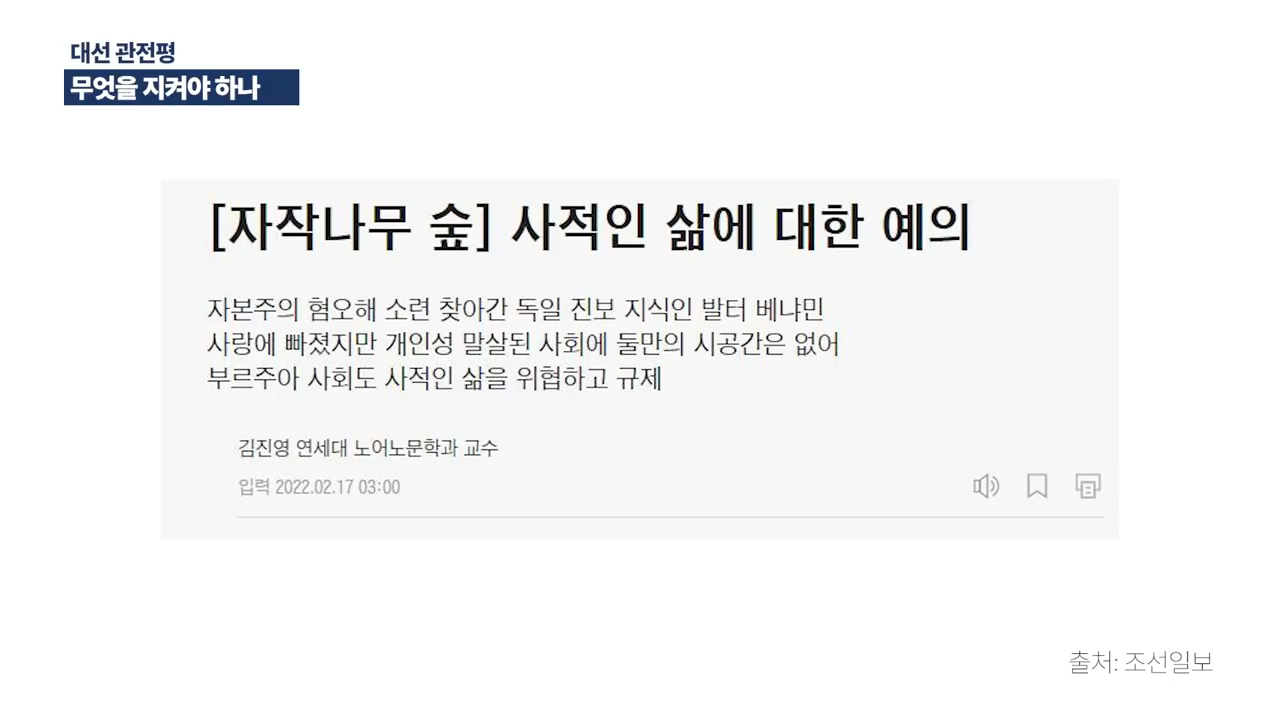 대선 관전평
무엇을 지켜야 하나
[자작나무 숲] 사적인 삶에 대한 예의
자본주의 혐오해 소련 찾아간 독일 진보 지식인 발터 베냐민
사랑에 빠졌지만 개인성 말살된 사회에 둘만의 시공간은 없어
부르주아 사회도 사적인 삶을 위협하고 규제
김진영 연세대 노어노문학과 교수
입력 2022.02.17 03:00
출처: 조선일보